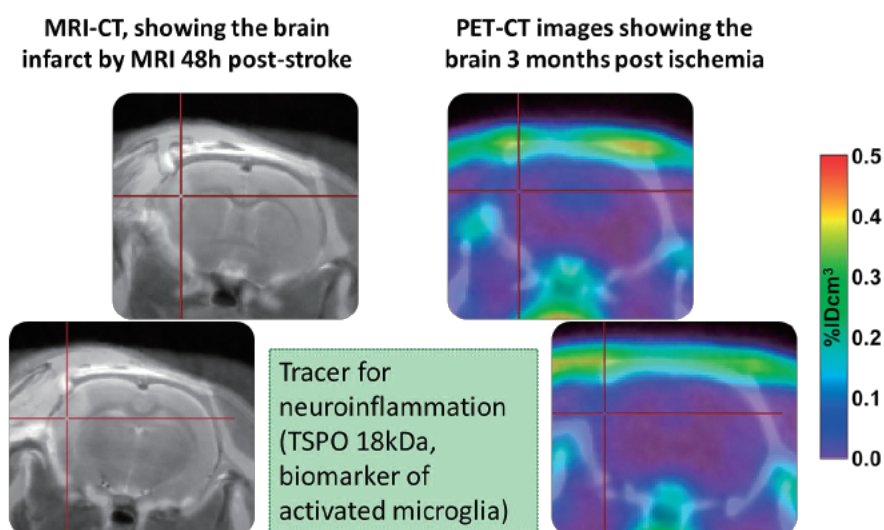 MRI-CT, showing the brain
infarct by MRI 48h post-stroke
PET-CT images showing the
brain 3 months post ischemia
Tracer for
neuroinflammation
(TSPO 18kDa,
biomarker of
activated microglia)
0.5
0.4
0.3
0.2
0.1
0.0
%IDcm³